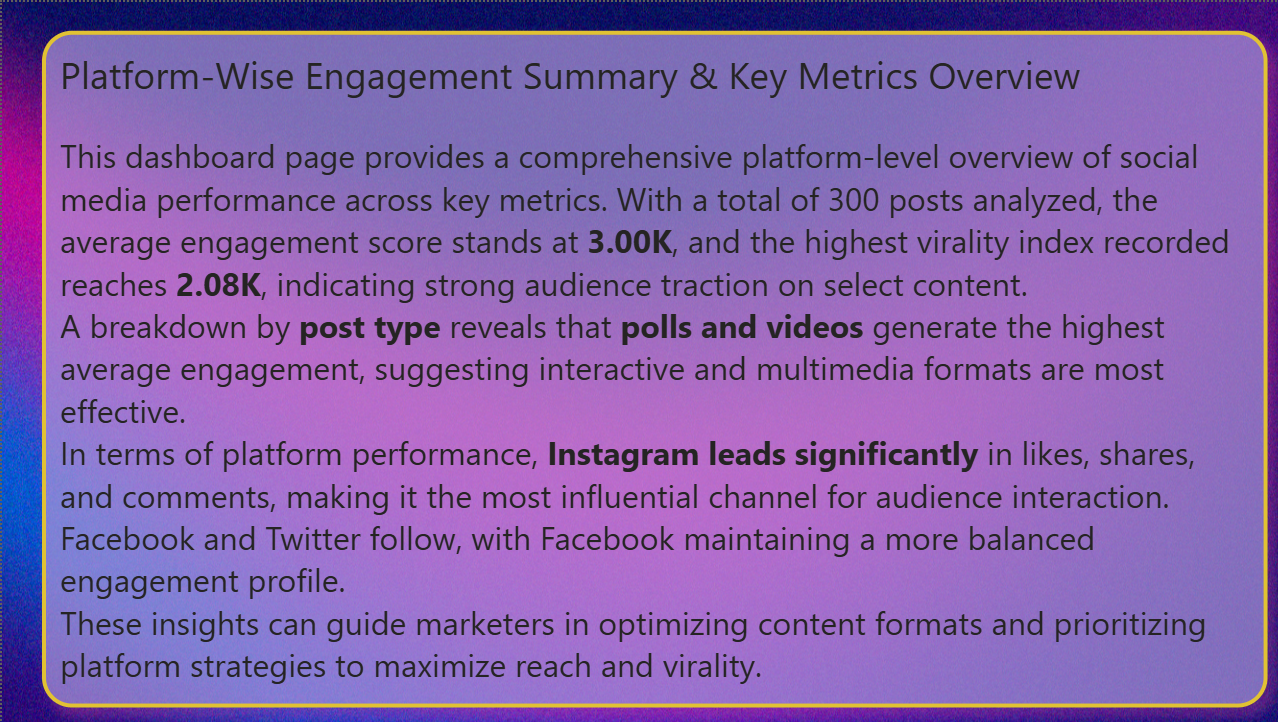 Platform-Wise Engagement Summary & Key Metrics Overview
This dashboard page provides a comprehensive platform-level overview of social
media performance across key metrics. With a total of 300 posts analyzed, the
average engagement score stands at 3.00K, and the highest virality index recorded
reaches 2.08K, indicating strong audience traction on select content.
A breakdown by post type reveals that polls and videos generate the highest
average engagement, suggesting interactive and multimedia formats are most
effective.
In terms of platform performance, Instagram leads significantly in likes, shares,
and comments, making it the most influential channel for audience interaction.
Facebook and Twitter follow, with Facebook maintaining a more balanced
engagement profile.
These insights can guide marketers in optimizing content formats and prioritizing
platform strategies to maximize reach and virality.